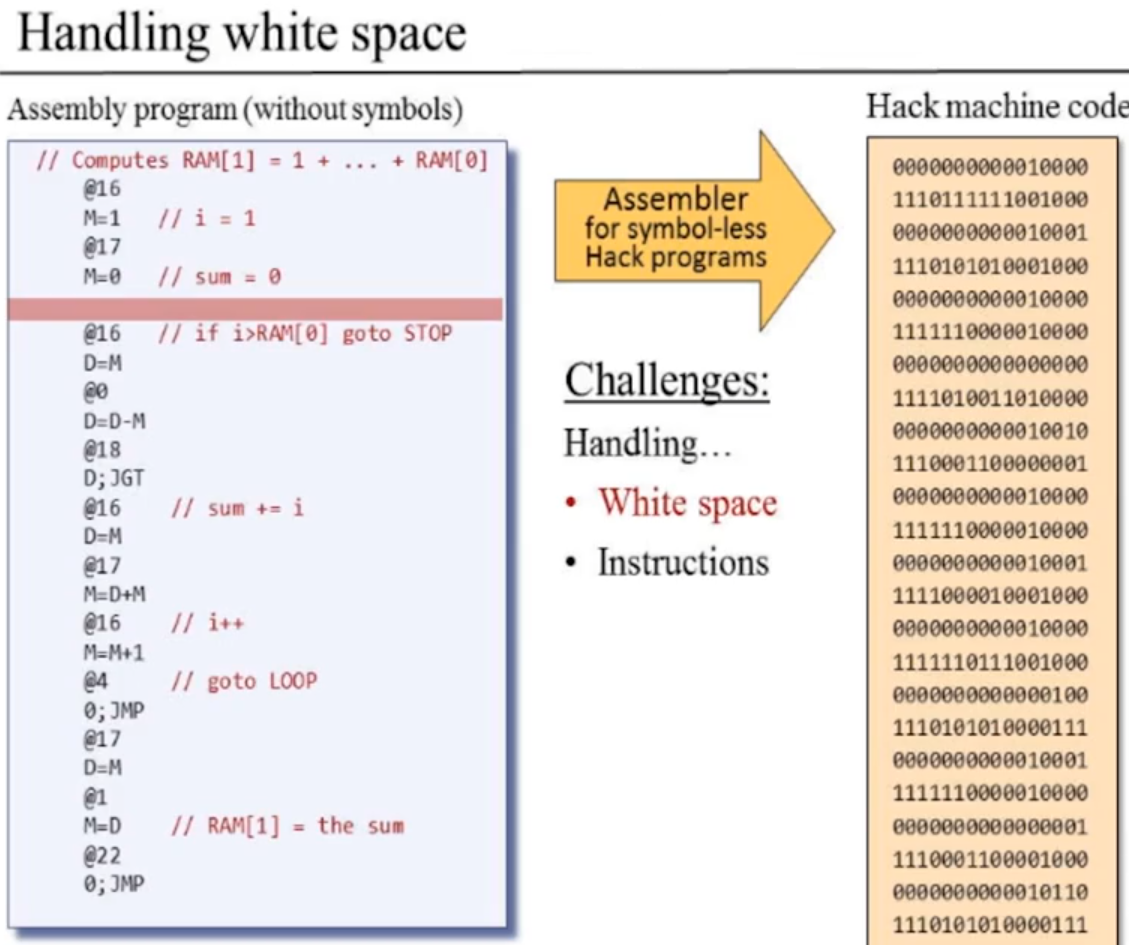 Handling white space
Assembly program (without symbols)
// Computes RAM[1] = 1 + ... + RAM[0]
@16
M=1 // i = 1
@17
M=0 // sum = 0
@16 // if i>RAM[0] goto STOP
D=M
@0
D=D-M
@18
D;JGT
@16 // sum += i
D=M
@17
M=D+M
@16 // i++
M=M+1
@4 // goto LOOP
0;JMP
@17
D=M
@1
M=D // RAM[1] = the sum
@22
0;JMP
Assembler
for symbol-less
Hack programs
Challenges:
Handling…
• White space
• Instructions
Hack machine code
0000000000010000
1110111111001000
0000000000010001
1110101010001000
0000000000010000
1111110000010000
0000000000000000
1111010011010000
0000000000010010
1110001100000001
0000000000010000
1111110000010000
0000000000010001
1111000010001000
0000000000010000
1111110111001000
0000000000000100
1110101010000111
0000000000010001
1111110000010000
0000000000000001
1110001100001000
0000000000010110
1110101010000111